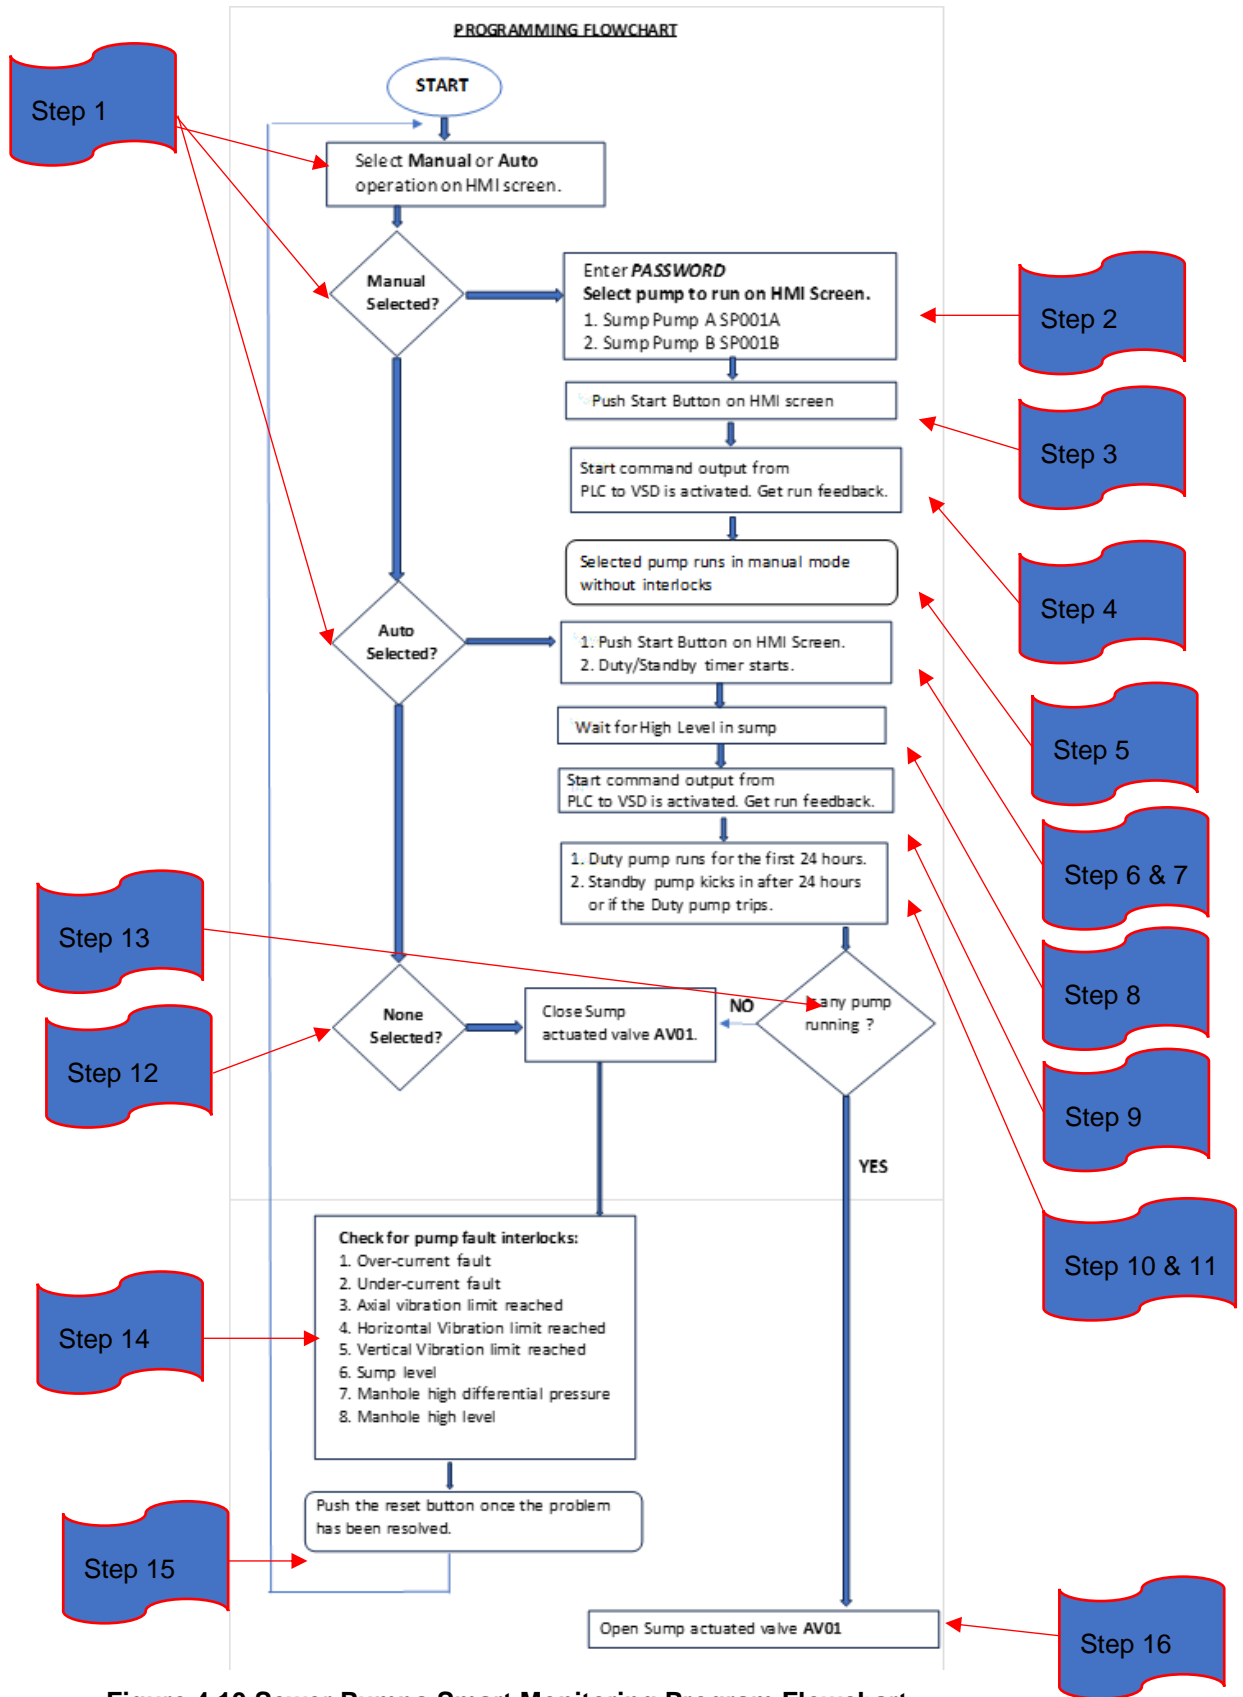 PROGRAMMING FLOWCHART
START
Step 1
Select Manual or Auto
operation on HMI screen.
Manual
Selected?
Enter PASSWORD
Select pump to run on HMI Screen.
1. Sump Pump A SP001A
2. Sump Pump B SP001B
Step 2
Push Start Button on HMI screen
Step 3
Start command output from
PLC to VSD is activated. Get run feedback.
Step 4
Selected pump runs in manual mode
without interlocks
Step 5
Auto
Selected?
1. Push Start Button on HMI Screen.
2. Duty/Standby timer starts.
Step 6 & 7
Wait for High Level in sump
Step 8
Start command output from
PLC to VSD is activated. Get run feedback.
Step 9
1. Duty pump runs for the first 24 hours.
2. Standby pump kicks in after 24 hours
or if the Duty pump trips.
Step 10 & 11
Step 13
any pump
running ?
NO
YES
None
Selected?
Step 12
Close Sump
actuated valve AV01.
Check for pump fault interlocks:
1. Over-current fault
2. Under-current fault
3. Axial vibration limit reached
4. Horizontal Vibration limit reached
5. Vertical Vibration limit reached
6. Sump level
7. Manhole high differential pressure
8. Manhole high level
Step 14
Push the reset button once the problem
has been resolved.
Step 15
Open Sump actuated valve AV01
Step 16
Figure 4.10 Sewer Pumps Smart Monitoring Program Flowchart